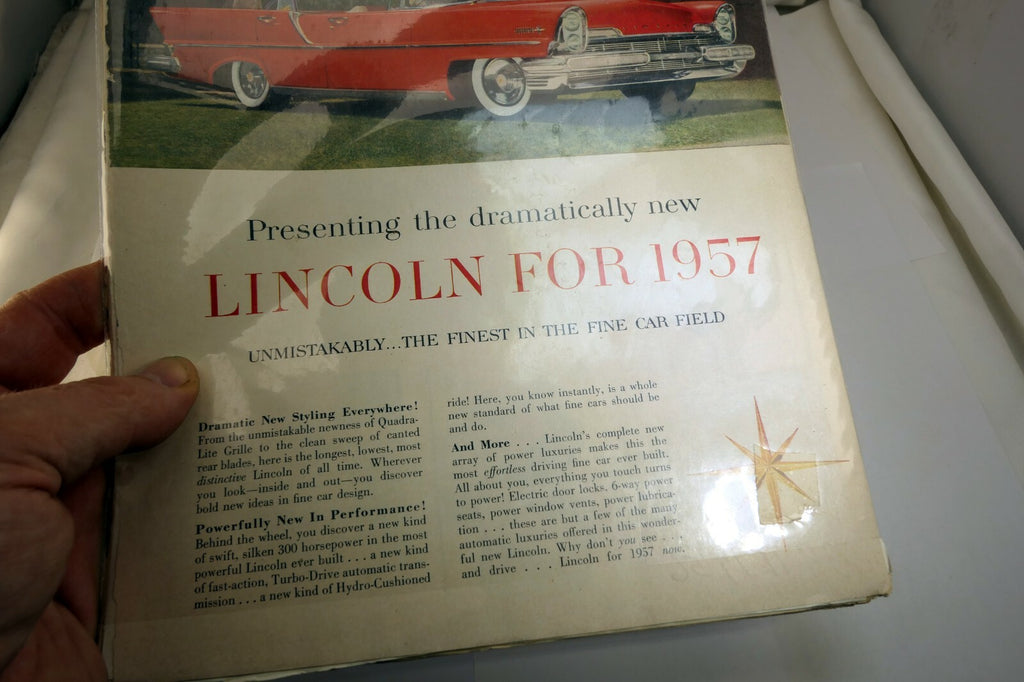 Presenting the dramatically new
LINCOLN FOR 1957
UNMISTAKABLY...THE FINEST IN THE FINE CAR FIELD
Dramatic New Styling Everywhere!
From the unmistakable newness of Quadra-
Lite Grille to the clean sweep of canted
rear blades, here is the longest, lowest, most
distinctive Lincoln of all time. Wherever
you look—inside and out—you discover
bold new ideas in fine car design.
Powerfully New In Performance!
Behind the wheel, you discover a new kind
of swift, silken 300 horsepower in the most
powerful Lincoln ever built . . . a new kind
of fast-action, Turbo-Drive automatic trans-
mission . . . a new kind of Hydro-Cushioned
ride! Here, you know instantly, is a whole
new standard of what fine cars should be
and do.
And More . . . Lincoln's complete new
array of power luxuries makes this the
most effortless driving fine car ever built.
All about you, everything you touch turns
to power! Electric door locks, 6-way power
seats, power window vents, power lubrica-
tion . . . these are but a few of the many
automatic luxuries offered in this wonder-
ful new Lincoln. Why don't you see . . .
and drive . . . Lincoln for 1957 now.